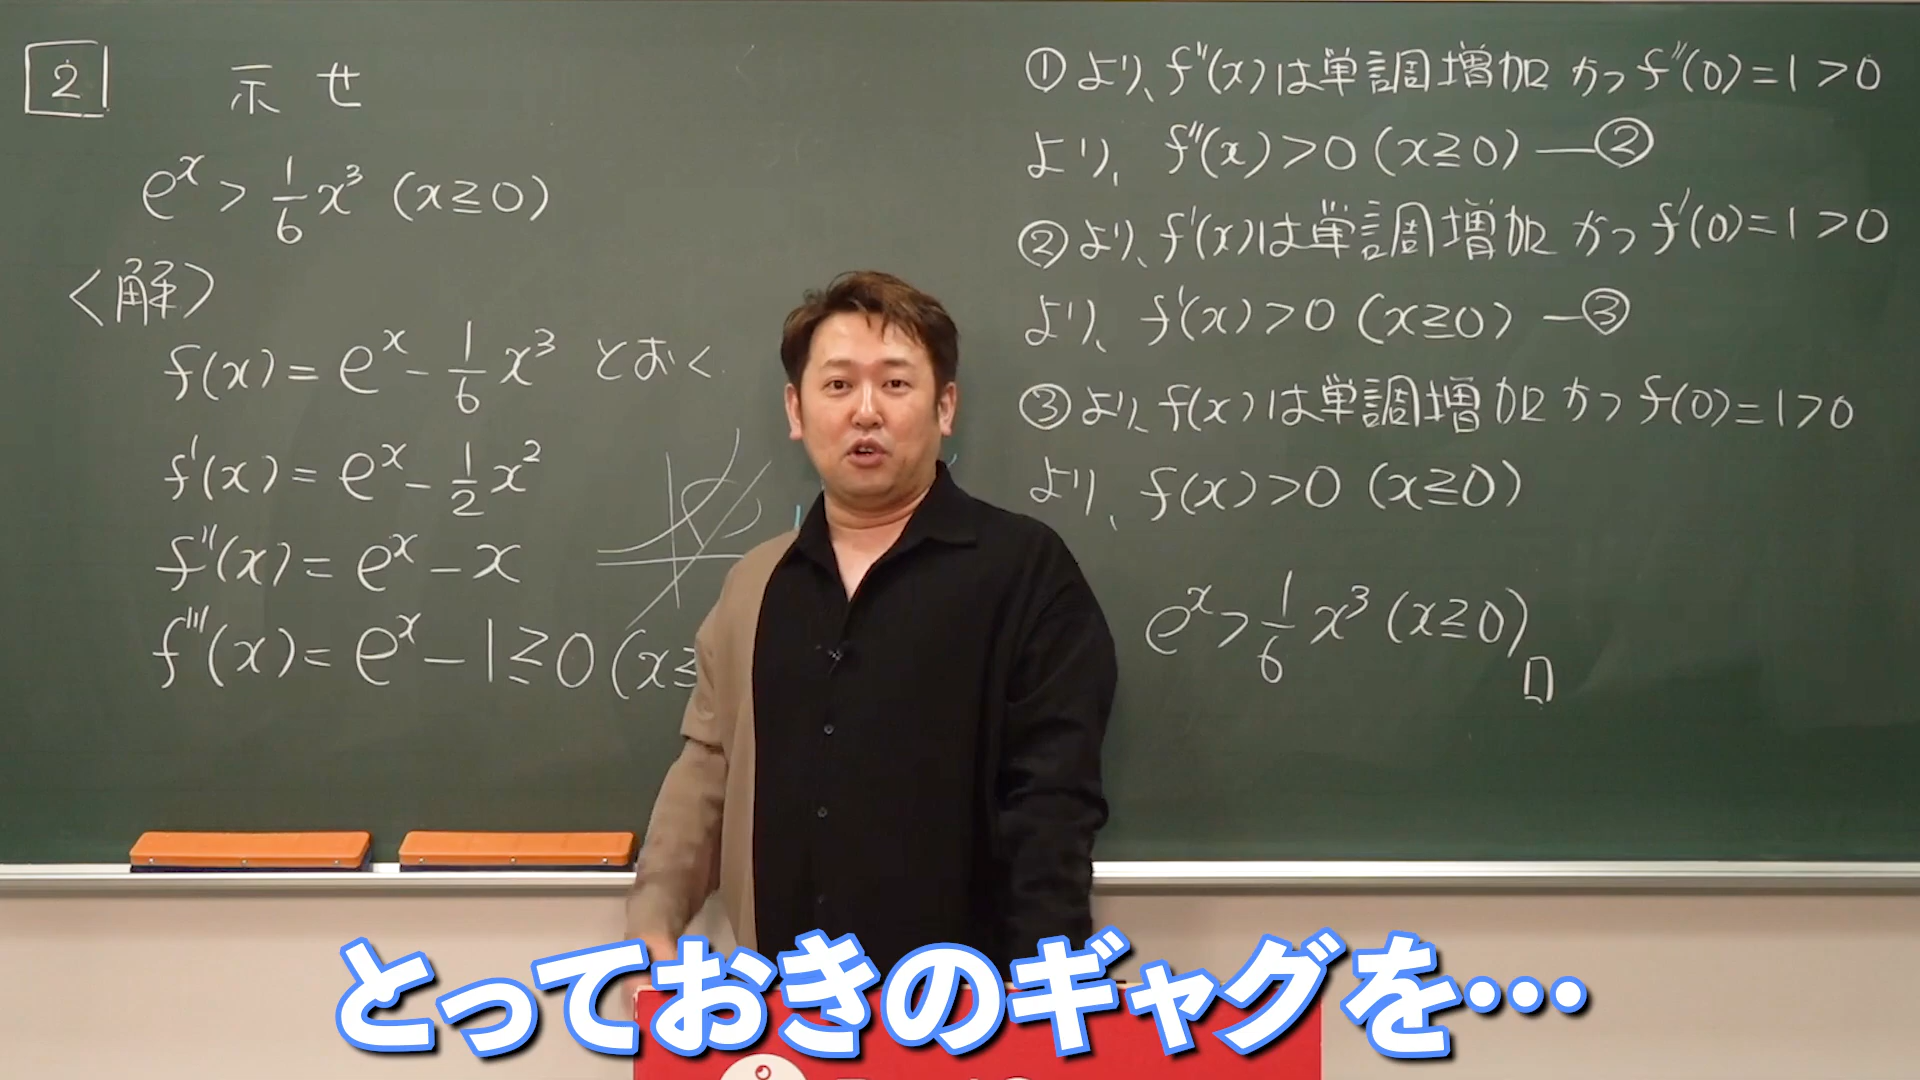 2 示せ
e^x > 1/6 x^3 (x≧0)
<解>
f(x) = e^x - 1/6 x^3 とおく
f'(x) = e^x - 1/2 x^2
f''(x) = e^x - x
f'''(x) = e^x - 1 ≧ 0 (x≧
①より、f''(x)は単調増加かつf''(0)=1>0
より、f''(x)>0 (x≧0) ―②
②より、f'(x)は単調増加かつf'(0)=1>0
より、f'(x)>0 (x≧0) ―③
③より、f(x)は単調増加かつf(0)=1>0
より、f(x)>0 (x≧0)
e^x > 1/6 x^3 (x≧0)
とっておきのギャグを…